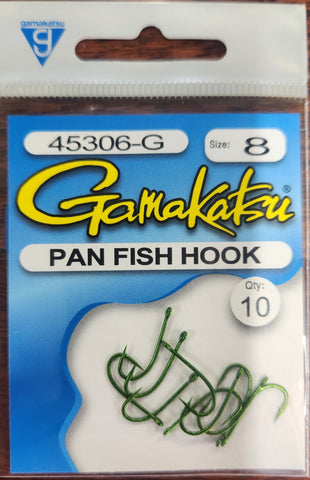 gamakatsu
g
45306-G
Size: 8
Gamakatsu®
PAN FISH HOOK
Qty:
10